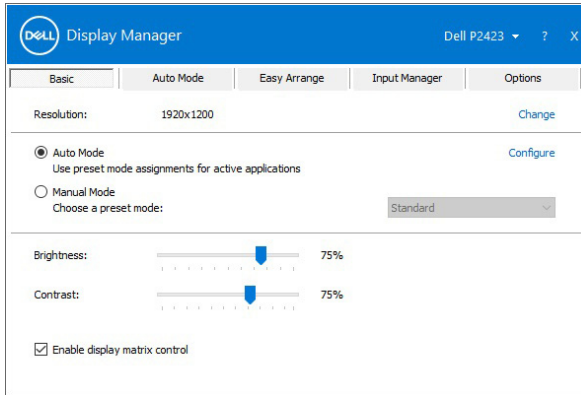 DELL Display Manager Dell P2423 ? X
Basic Auto Mode Easy Arrange Input Manager Options
Resolution: 1920x1200 Change
Auto Mode Configure
Use preset mode assignments for active applications
Manual Mode
Choose a preset mode: Standard
Brightness: 75%
Contrast: 75%
Enable display matrix control